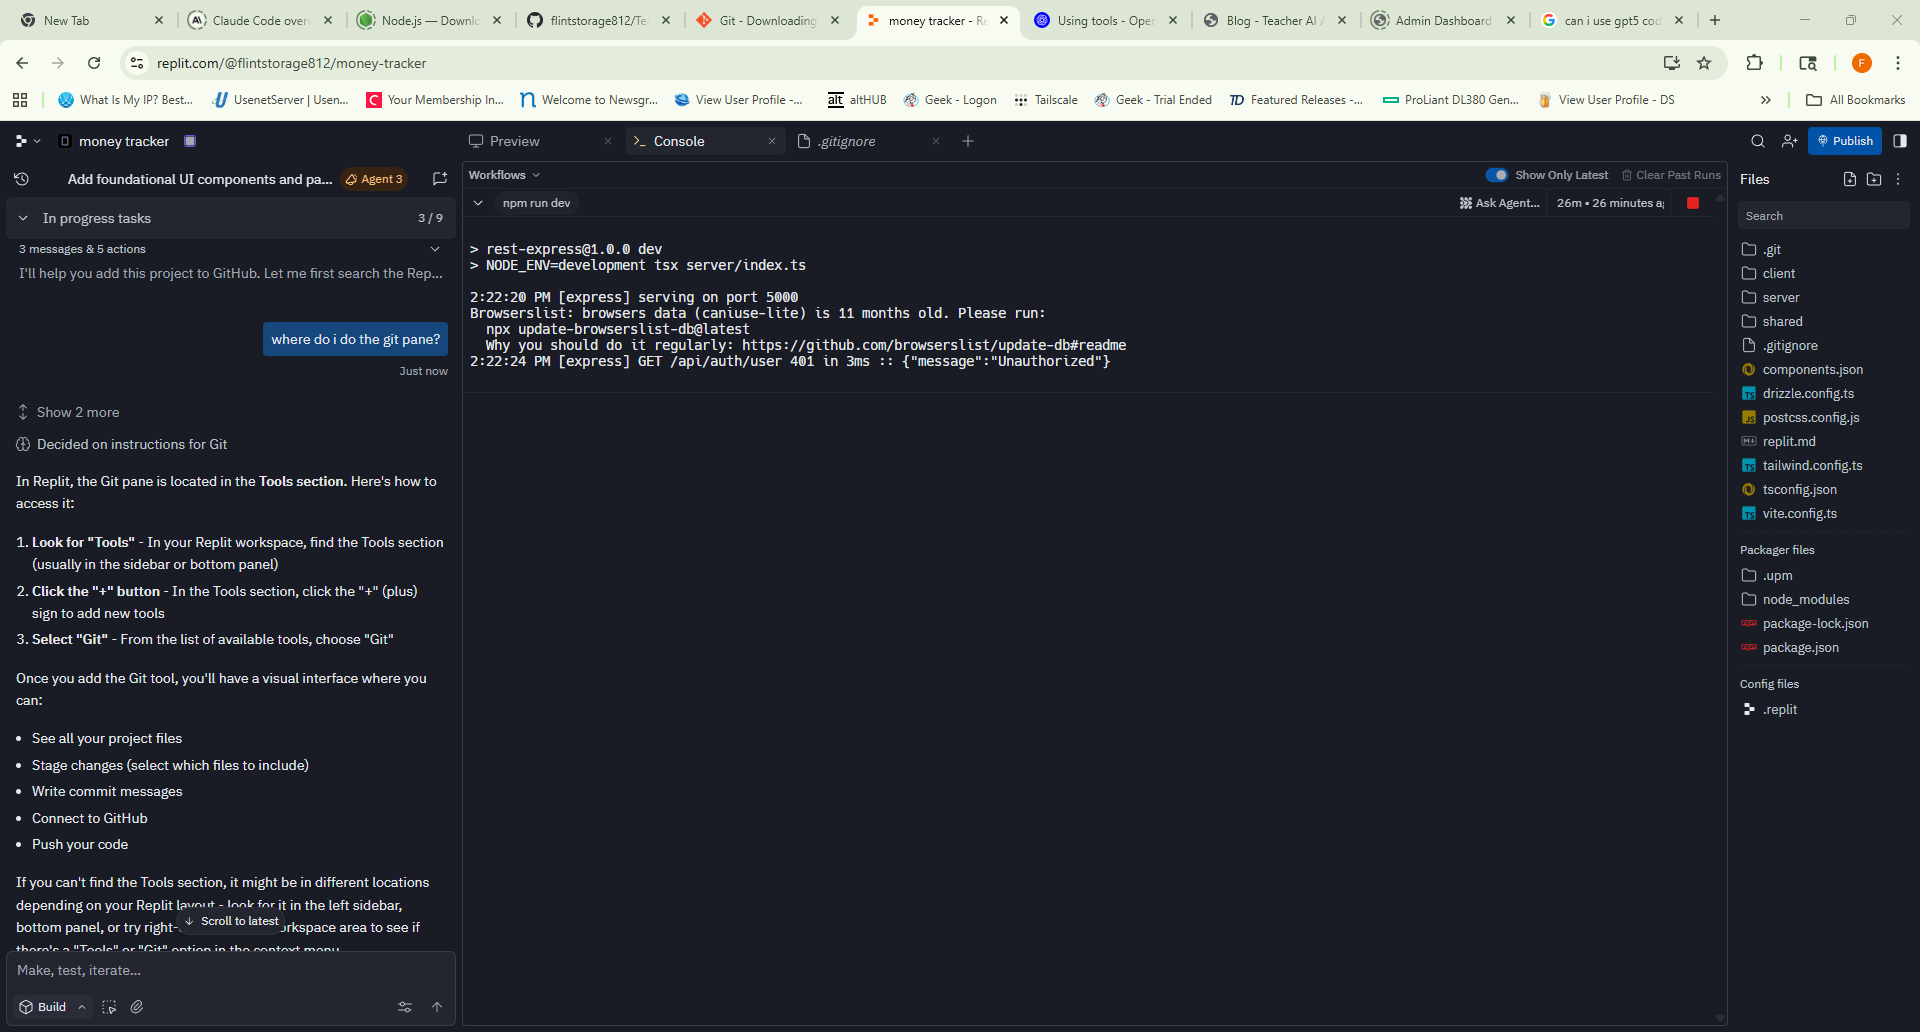 New Tab
Claude Code over
Node.js — Downlo
flintstorage812/Te
Git - Downloading
money tracker - Re
Using tools - Open
Blog - Teacher AI A
Admin Dashboard
can i use gpt5 cod
replit.com/@flintstorage812/money-tracker
F
What Is My IP? Best...
UsenetServer | Usen...
Your Membership In...
Welcome to Newsgr...
View User Profile -...
alt altHUB
Geek - Logon
Tailscale
Geek - Trial Ended
TD Featured Releases -...
ProLiant DL380 Gen...
View User Profile - DS
»
All Bookmarks
money tracker
Preview
Console
.gitignore
Publish
Add foundational UI components and pa...
Agent 3
In progress tasks
3 / 9
3 messages & 5 actions
I'll help you add this project to GitHub. Let me first search the Rep...
where do i do the git pane?
Just now
Show 2 more
Decided on instructions for Git
In Replit, the Git pane is located in the Tools section. Here's how to
access it:
1. Look for "Tools" - In your Replit workspace, find the Tools section
(usually in the sidebar or bottom panel)
2. Click the "+" button - In the Tools section, click the "+" (plus)
sign to add new tools
3. Select "Git" - From the list of available tools, choose "Git"
Once you add the Git tool, you'll have a visual interface where you
can:
• See all your project files
• Stage changes (select which files to include)
• Write commit messages
• Connect to GitHub
• Push your code
If you can't find the Tools section, it might be in different locations
depending on your Replit layout - look for it in the left sidebar,
bottom panel, or try right- orkspace area to see if
there's a "Tools" or "Git" option in the context menu
Scroll to latest
Make, test, iterate...
Build
Workflows
Show Only Latest
Clear Past Runs
npm run dev
Ask Agent...
26m • 26 minutes a
> rest-express@1.0.0 dev
> NODE_ENV=development tsx server/index.ts
2:22:20 PM [express] serving on port 5000
Browserslist: browsers data (caniuse-lite) is 11 months old. Please run:
npx update-browserslist-db@latest
Why you should do it regularly: https://github.com/browserslist/update-db#readme
2:22:24 PM [express] GET /api/auth/user 401 in 3ms :: {"message":"Unauthorized"}
Files
Search
.git
client
server
shared
.gitignore
components.json
TS drizzle.config.ts
JS postcss.config.js
replit.md
TS tailwind.config.ts
tsconfig.json
TS vite.config.ts
Packager files
.upm
node_modules
package-lock.json
package.json
Config files
.replit